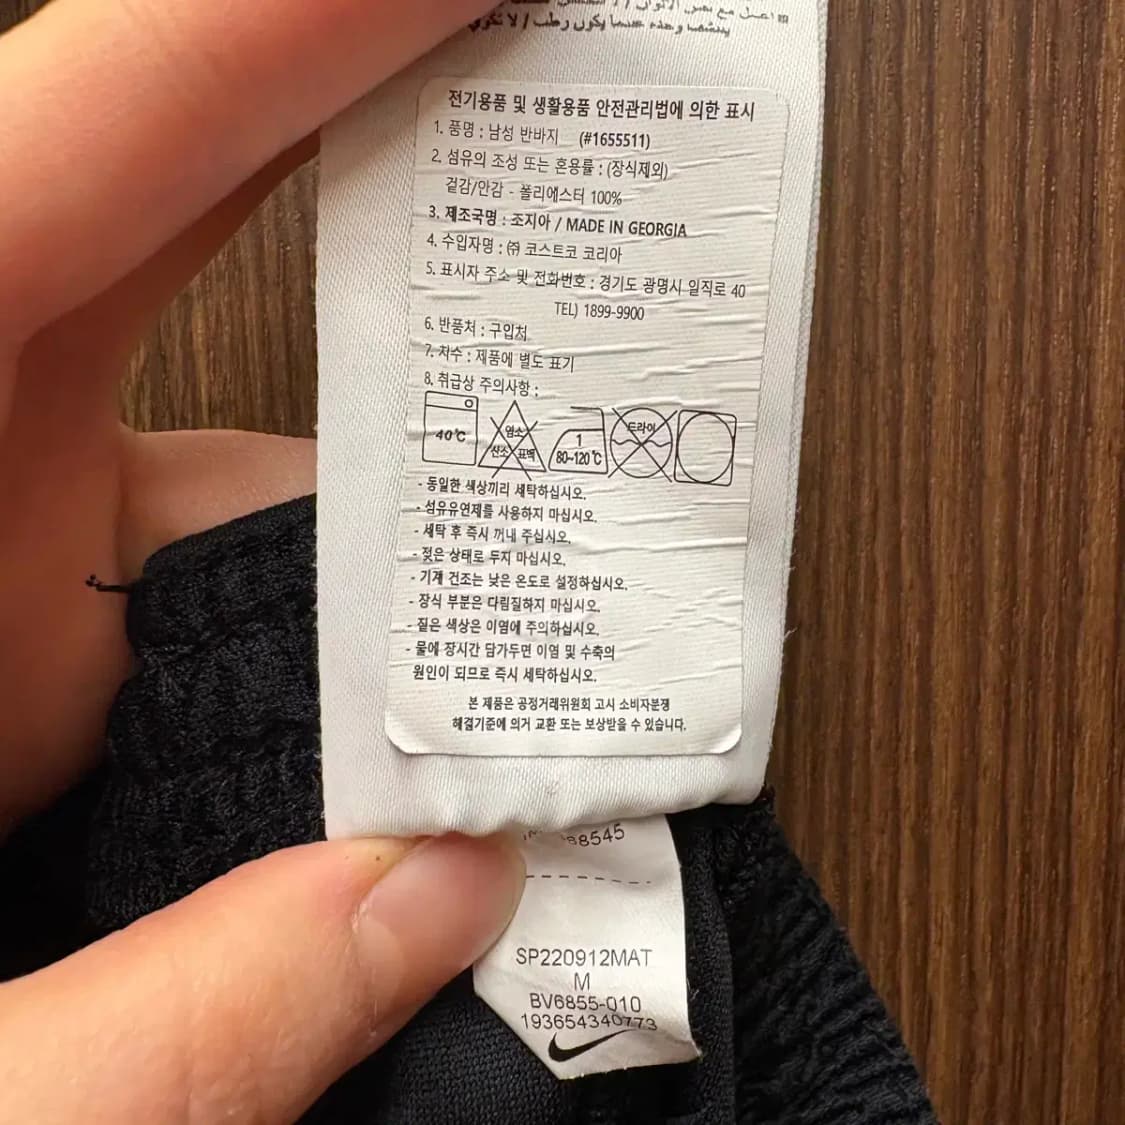 يستشف وهذه عندما يكون رطب / لا تكوي
전기용품 및 생활용품 안전관리법에 의한 표시
1. 품명 : 남성 반바지 (#1655511)
2. 섬유의 조성 또는 혼용률 : (장식제외)
겉감/안감 - 폴리에스터 100%
3. 제조국명 : 조지아 / MADE IN GEORGIA
4. 수입자명 : ㈜ 코스트코 코리아
5. 표시자 주소 및 전화번호 : 경기도 광명시 일직로 40
TEL) 1899-9900
6. 반품처 : 구입처
7. 치수 : 제품에 별도 표기
8. 취급상 주의사항 :
40℃ 염소 산소 표백 1 80~120℃ 드라이
- 동일한 색상끼리 세탁하십시오.
- 섬유유연제를 사용하지 마십시오.
- 세탁 후 즉시 꺼내 주십시오.
- 젖은 상태로 두지 마십시오.
- 기계 건조는 낮은 온도로 설정하십시오.
- 장식 부분은 다림질하지 마십시오.
- 짙은 색상은 이염에 주의하십시오.
- 물에 장시간 담가두면 이염 및 수축의
원인이 되므로 즉시 세탁하십시오.
본 제품은 공정거래위원회 고시 소비자분쟁
해결기준에 의거 교환 또는 보상받을 수 있습니다.
88545
SP220912MAT
M
BV6855-010
193654340773